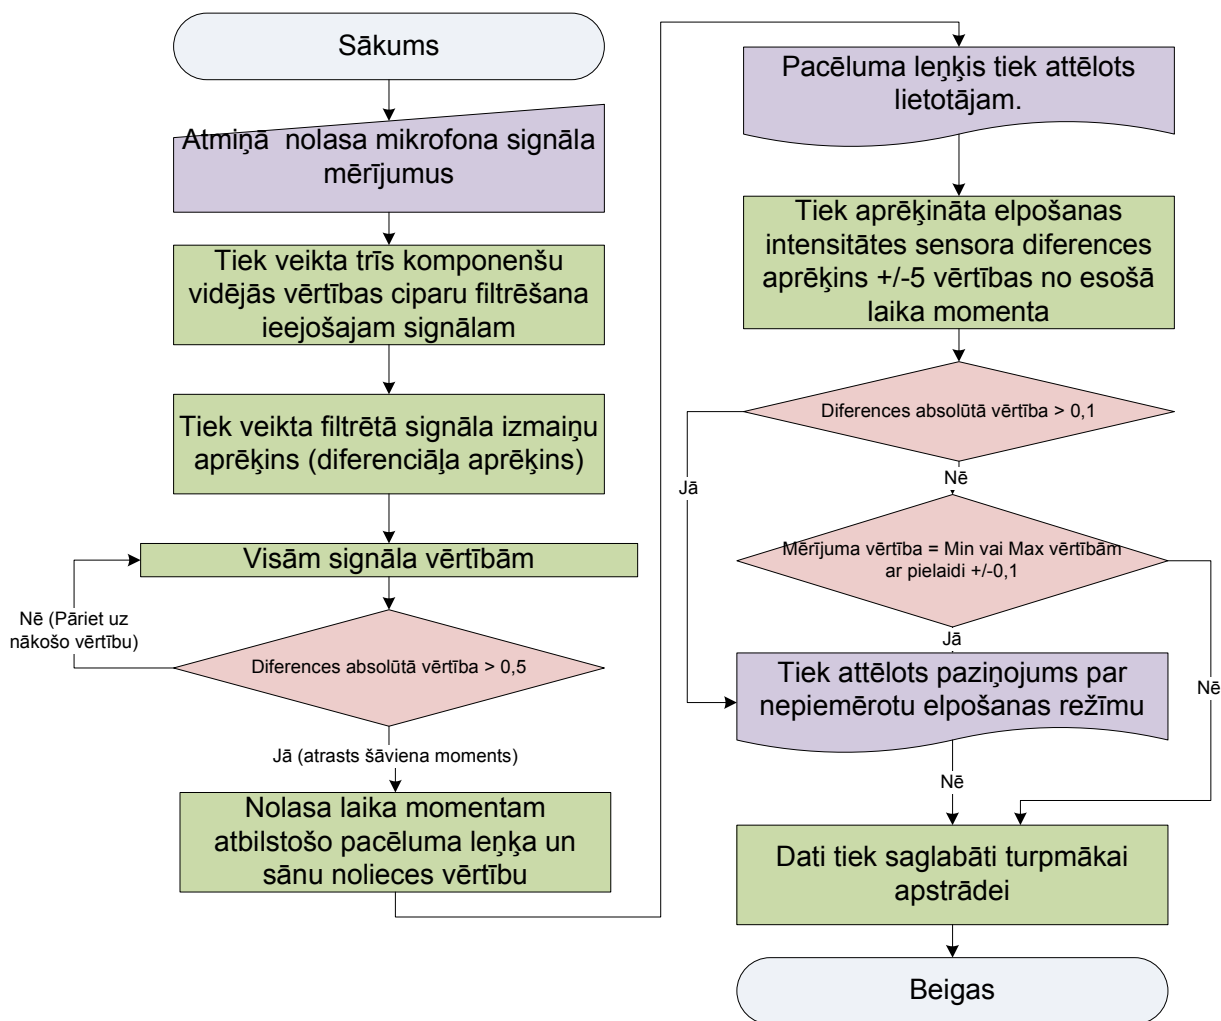 Sākums
Atmiņā nolasa mikrofona signāla
mērījumus
Tiek veikta trīs komponenšu
vidējās vērtības ciparu filtrēšana
ieejošajam signālam
Tiek veikta filtrētā signāla izmaiņu
aprēķins (diferenciāļa aprēķins)
Visām signāla vērtībām
Nē (Pāriet uz
nākošo vērtību)
Diferences absolūtā vērtība > 0,5
Jā (atrasts šāviena moments)
Nolasa laika momentam
atbilstošo pacēluma leņķa un
sānu nolieces vērtību
Pacēluma leņķis tiek attēlots
lietotājam.
Tiek aprēķināta elpošanas
intensitātes sensora diferences
aprēķins +/-5 vērtības no esošā
laika momenta
Diferences absolūtā vērtība > 0,1
Jā
Nē
Mērījuma vērtība = Min vai Max vērtībām
ar pielaidi +/-0,1
Jā
Nē
Tiek attēlots paziņojums par
nepiemērotu elpošanas režīmu
Nē
Dati tiek saglabāti turpmākai
apstrādei
Beigas